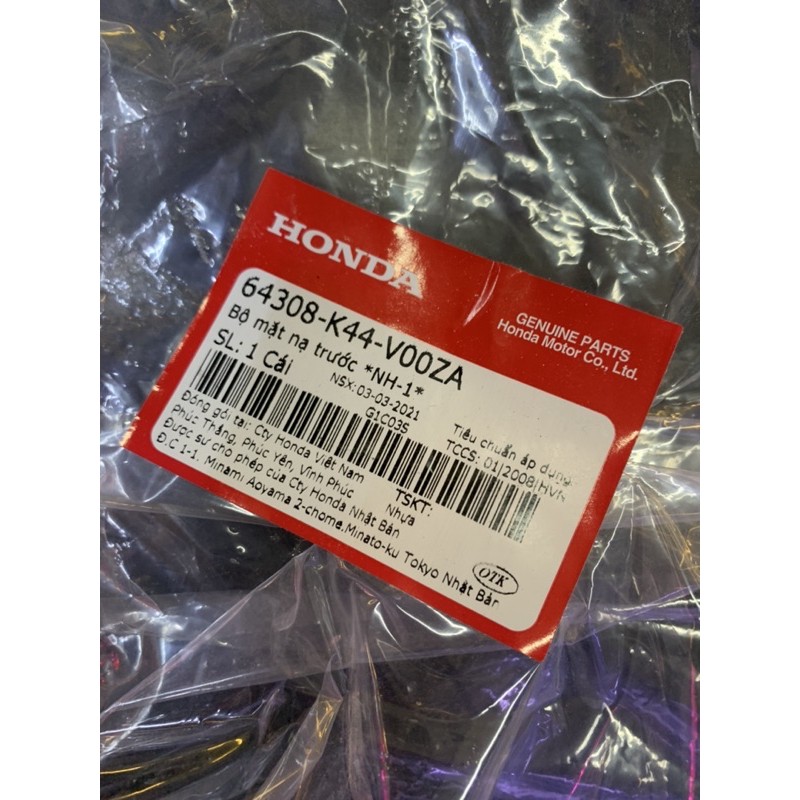 HONDA
GENUINE PARTS
Honda Motor Co., Ltd.
64308-K44-V00ZA
Bộ mặt nạ trước *NH-1*
SL: 1 Cái
NSX: 03-03-2021
G1C03S
Tiêu chuẩn áp dụng:
TCCS: 01|2008|HVN
Đóng gói tại: Cty Honda Việt Nam
Phúc Thắng, Phúc Yên, Vĩnh Phúc
TSKT:
Nhựa
Được sự cho phép của Cty Honda Nhật Bản
Đ.C 1-1, Minami Aoyama 2-chome.Minato-ku Tokyo Nhật Bản
OTK